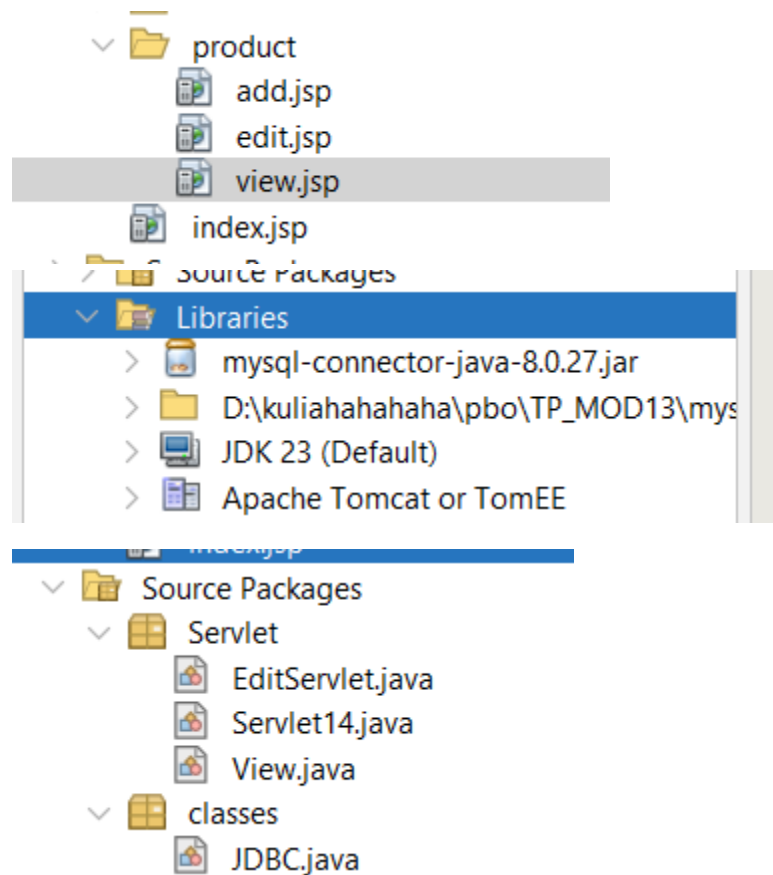 product
add.jsp
edit.jsp
view.jsp
index.jsp
Source Packages
Libraries
mysql-connector-java-8.0.27.jar
D:\kuliahahahaha\pbo\TP_MOD13\mys
JDK 23 (Default)
Apache Tomcat or TomEE
index.jsp
Source Packages
Servlet
EditServlet.java
Servlet14.java
View.java
classes
JDBC.java